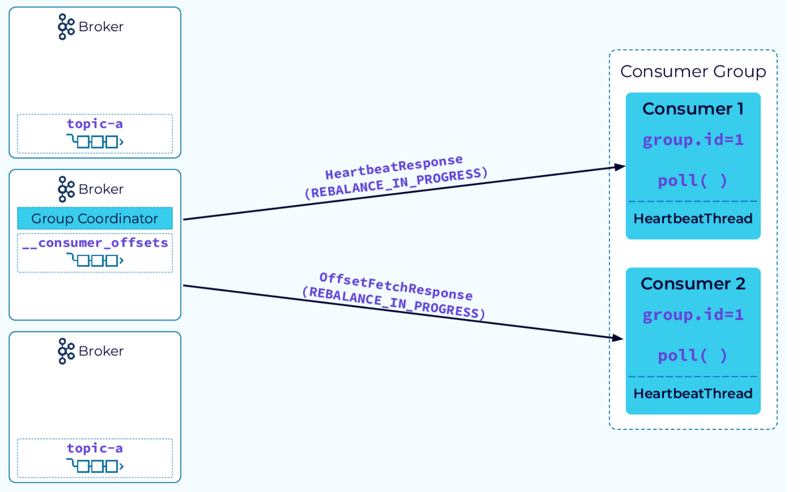 Broker
topic-a
Broker
Group Coordinator
__consumer_offsets
Broker
topic-a
HeartbeatResponse
(REBALANCE_IN_PROGRESS)
OffsetFetchResponse
(REBALANCE_IN_PROGRESS)
Consumer Group
Consumer 1
group.id=1
poll( )
HeartbeatThread
Consumer 2
group.id=1
poll( )
HeartbeatThread